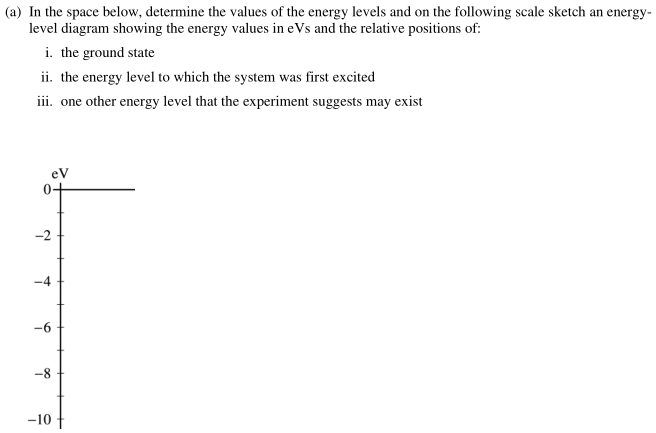 (a) In the space below, determine the values of the energy levels and on the following scale sketch an energy-
level diagram showing the energy values in eVs and the relative positions of:
i. the ground state
ii. the energy level to which the system was first excited
iii. one other energy level that the experiment suggests may exist
eV
0
−2
−4
−6
−8
−10